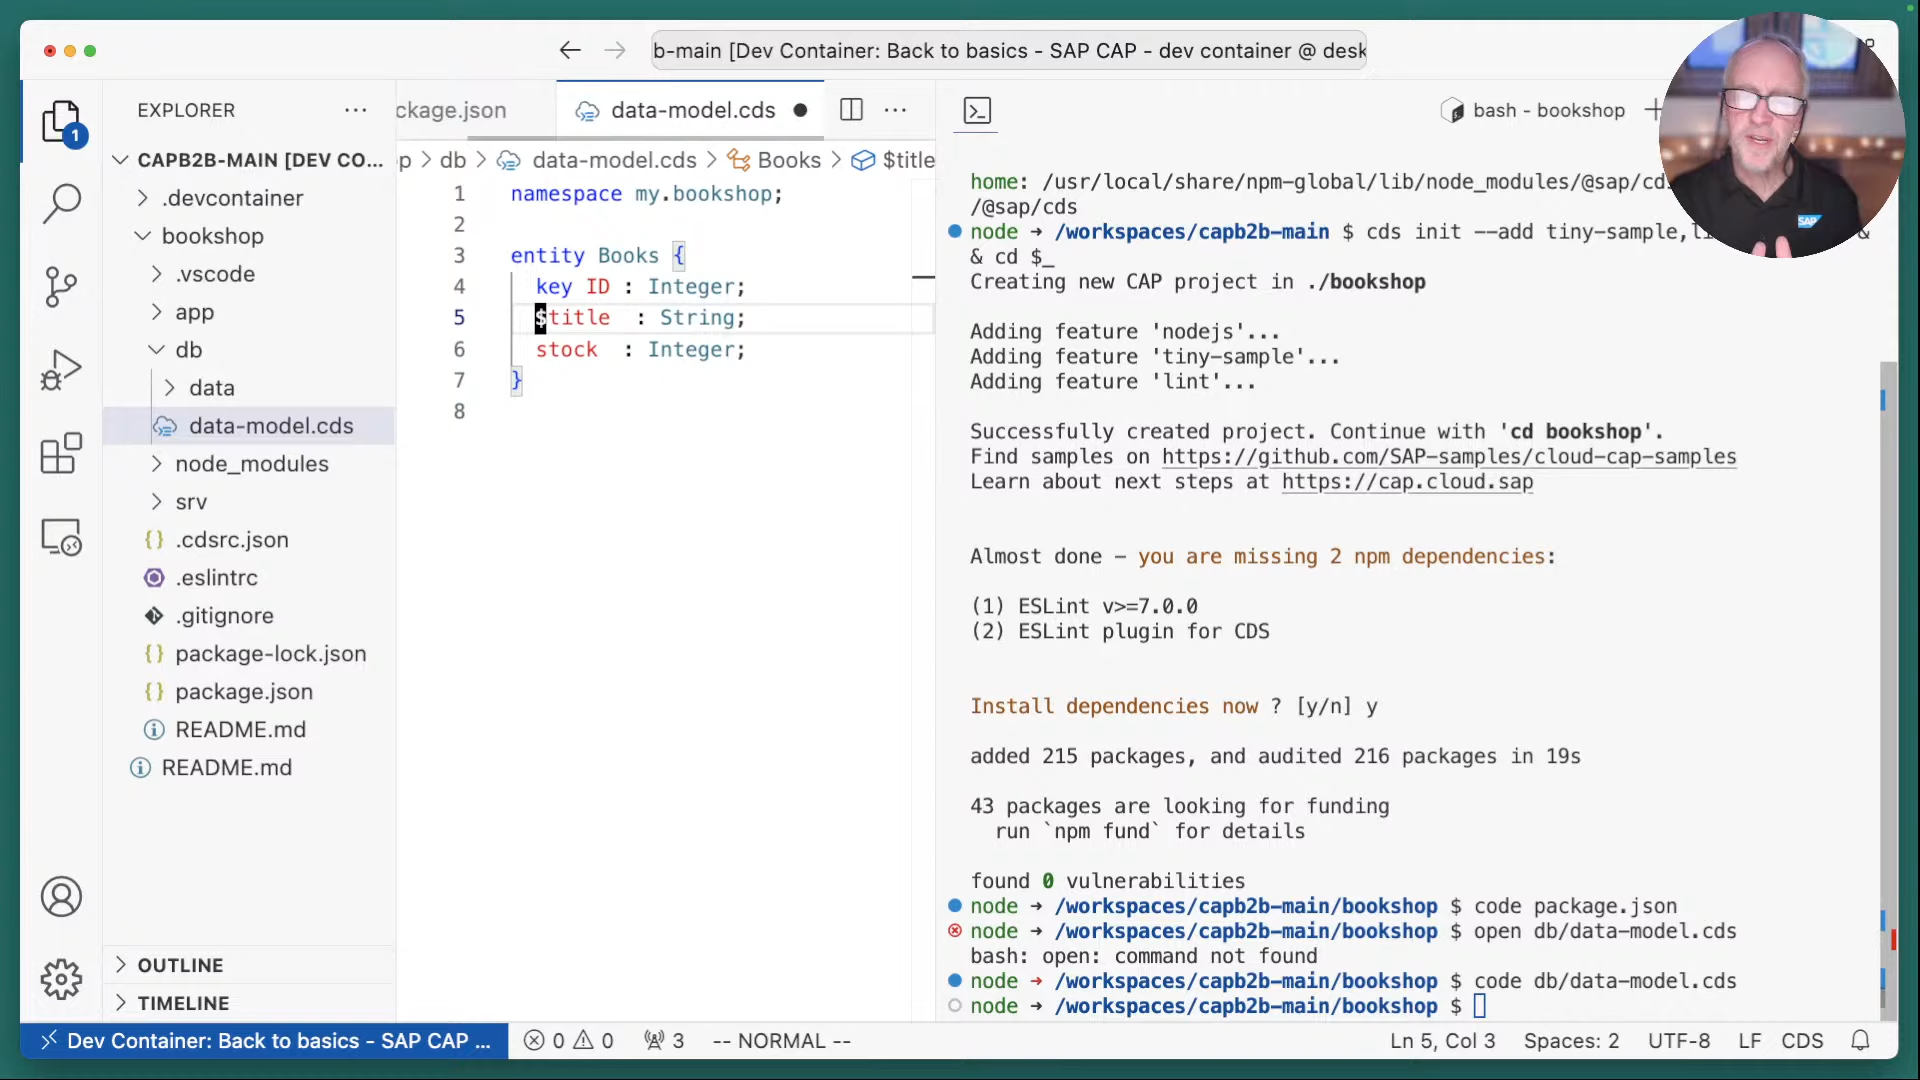 b-main [Dev Container: Back to basics - SAP CAP - dev container @ desk
EXPLORER
CAPB2B-MAIN [DEV CO...
.devcontainer
bookshop
.vscode
app
db
data
data-model.cds
node_modules
srv
.cdsrc.json
.eslintrc
.gitignore
package-lock.json
package.json
README.md
README.md
OUTLINE
TIMELINE
1
ckage.json
data-model.cds
p > db > data-model.cds > Books > $title
1 namespace my.bookshop;
2
3 entity Books {
4 key ID : Integer;
5 $title : String;
6 stock : Integer;
7 }
8
bash - bookshop
home: /usr/local/share/npm-global/lib/node_modules/@sap/cd
/@sap/cds
node → /workspaces/capb2b-main $ cds init --add tiny-sample,li &
& cd $_
Creating new CAP project in ./bookshop
Adding feature 'nodejs'...
Adding feature 'tiny-sample'...
Adding feature 'lint'...
Successfully created project. Continue with 'cd bookshop'.
Find samples on https://github.com/SAP-samples/cloud-cap-samples
Learn about next steps at https://cap.cloud.sap
Almost done – you are missing 2 npm dependencies:
(1) ESLint v>=7.0.0
(2) ESLint plugin for CDS
Install dependencies now ? [y/n] y
added 215 packages, and audited 216 packages in 19s
43 packages are looking for funding
run `npm fund` for details
found 0 vulnerabilities
node → /workspaces/capb2b-main/bookshop $ code package.json
node → /workspaces/capb2b-main/bookshop $ open db/data-model.cds
bash: open: command not found
node → /workspaces/capb2b-main/bookshop $ code db/data-model.cds
node → /workspaces/capb2b-main/bookshop $
SAP
Dev Container: Back to basics - SAP CAP ... 0 0 3 -- NORMAL -- Ln 5, Col 3 Spaces: 2 UTF-8 LF CDS